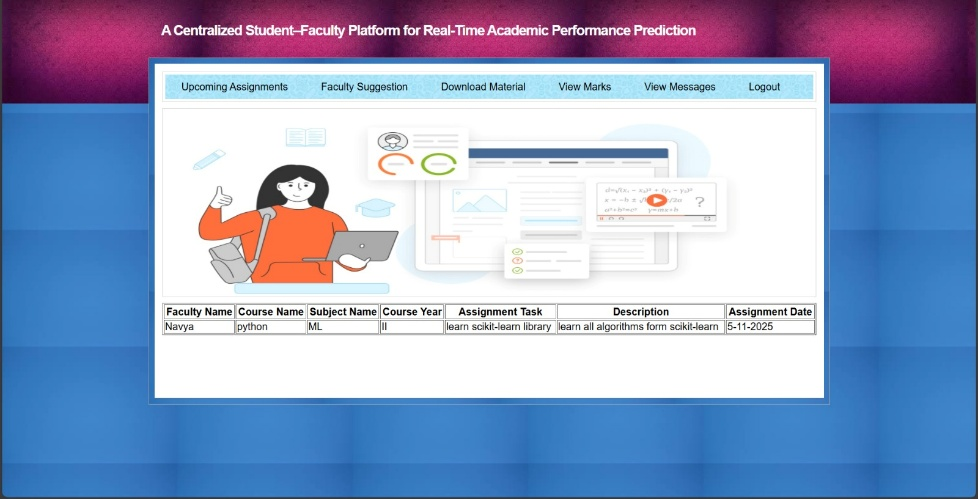 A Centralized Student–Faculty Platform for Real-Time Academic Performance Prediction
Upcoming Assignments Faculty Suggestion Download Material View Marks View Messages Logout
?
Faculty Name Course Name Subject Name Course Year Assignment Task Description Assignment Date
Navya python ML II learn scikit-learn library learn all algorithms form scikit-learn 5-11-2025